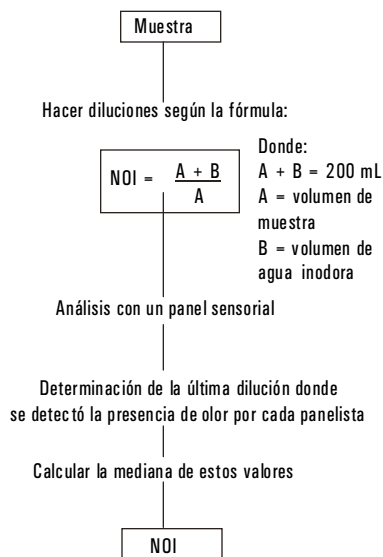 Muestra
Hacer diluciones según la fórmula:
NOI = A + B
A
Donde:
A + B = 200 mL
A = volumen de
muestra
B = volumen de
agua inodora
Análisis con un panel sensorial
Determinación de la última dilución donde
se detectó la presencia de olor por cada panelista
Calcular la mediana de estos valores
NOI